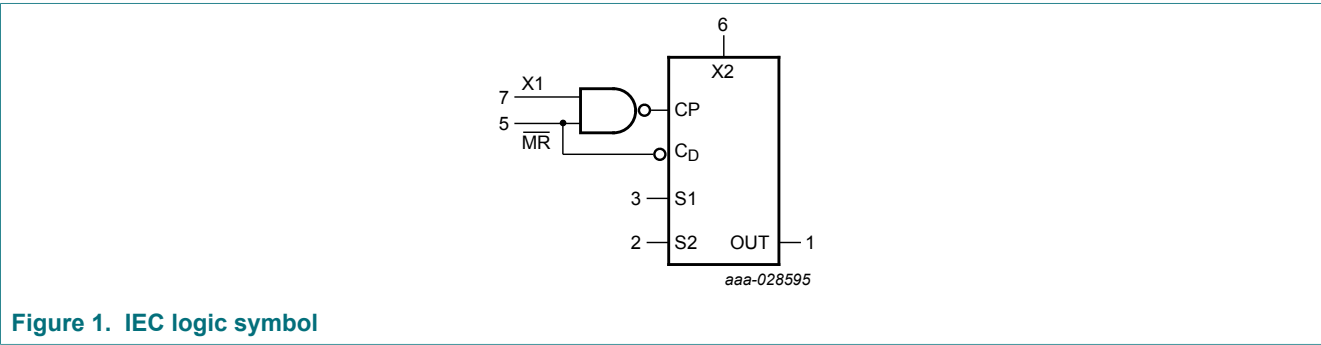 6
X2
7 X1
CP
5
M̅R̅
CD
3 S1
2 S2 OUT 1
aaa-028595
Figure 1. IEC logic symbol